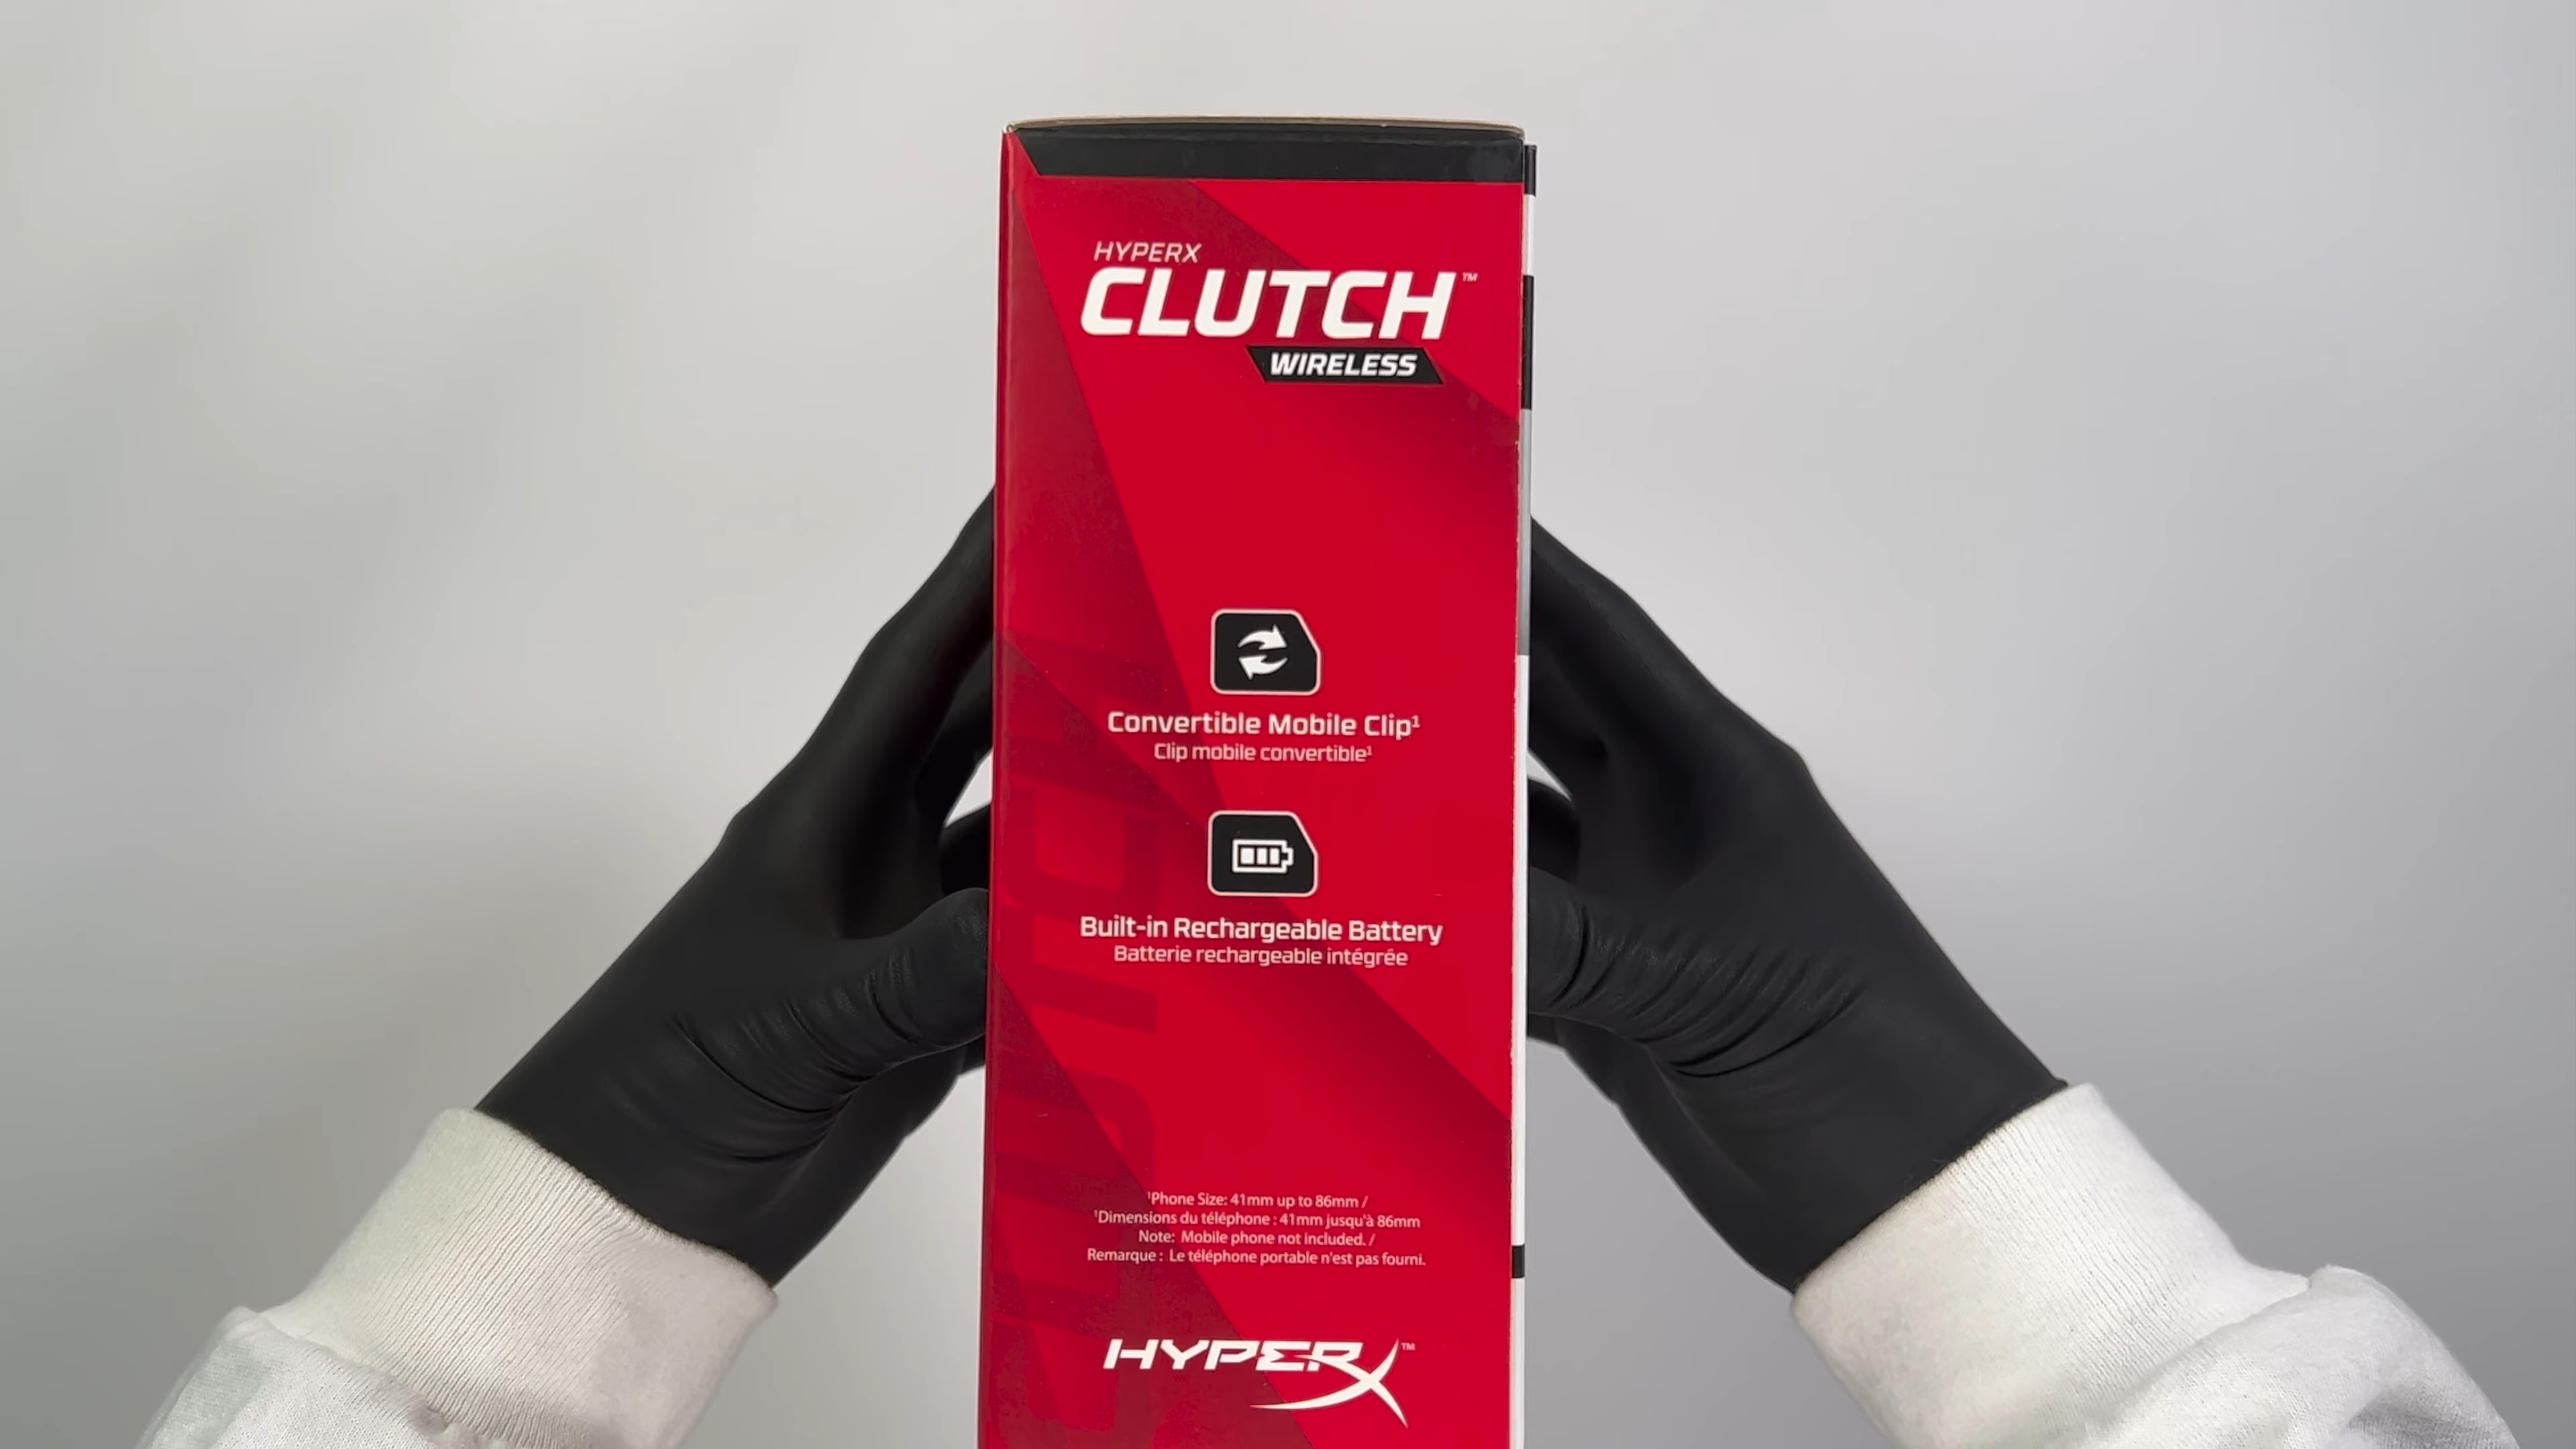 HYPERX
CLUTCH™
WIRELESS
Convertible Mobile Clip¹
Clip mobile convertible¹
Built-in Rechargeable Battery
Batterie rechargeable intégrée
¹Phone Size: 41mm up to 86mm /
¹Dimensions du téléphone : 41mm jusqu'à 86mm
Note: Mobile phone not included. /
Remarque : Le téléphone portable n'est pas fourni.
HYPERX™
CLUTCH